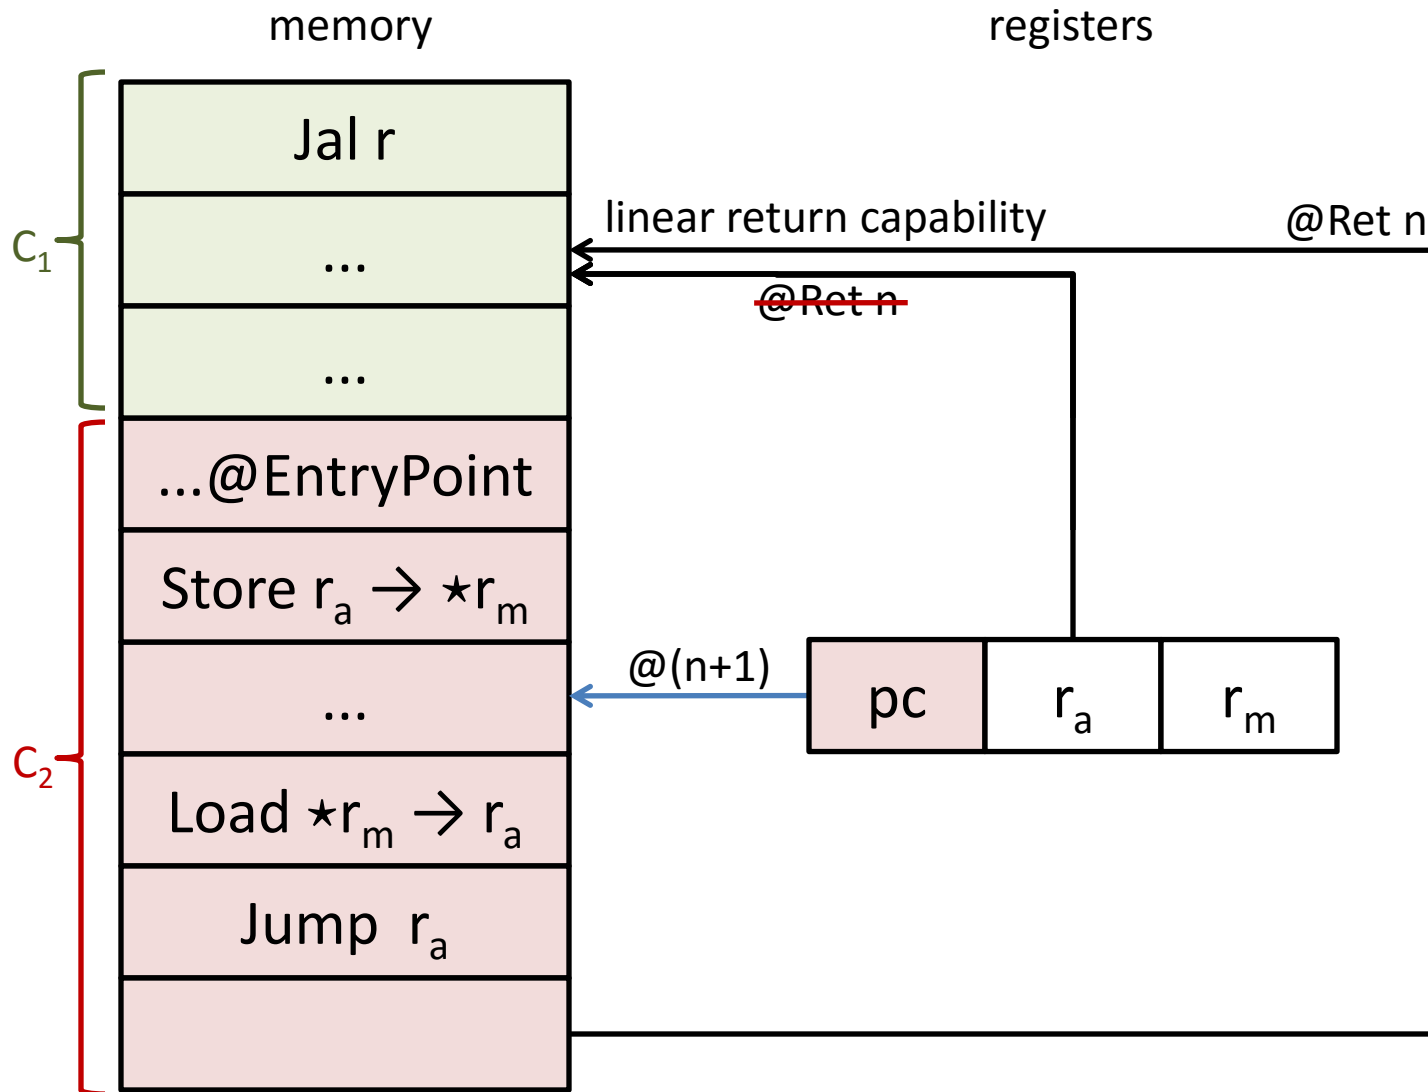 memory
registers
Jal r
linear return capability
@Ret n
...
C₁
@Ret n
...
...@EntryPoint
Store rₐ → ⋆rₘ
@(n+1)
...
pc
rₐ
rₘ
C₂
Load ⋆rₘ → rₐ
Jump rₐ